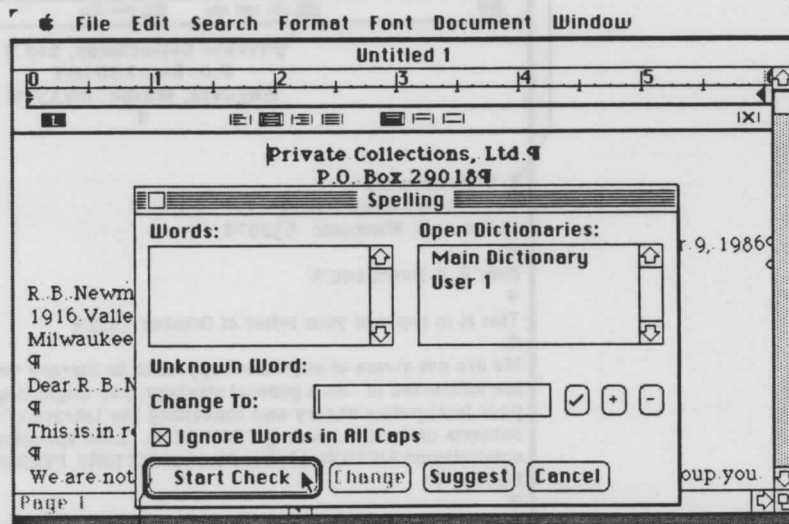 File Edit Search Format Font Document Window
Untitled 1
0 1 2 3 4 5
Private Collections, Ltd.¶
P.O. Box 29018¶
Spelling
Words:
Open Dictionaries:
r 9, 1986
Main Dictionary
User 1
R. B. Newm
1916 Valle
Milwaukee
¶
Unknown Word:
Dear R. B. N
Change To:
✓ + -
¶
This is in re
Ignore Words in All Caps
¶
We are not
Start Check Change Suggest Cancel
oup you
Page 1